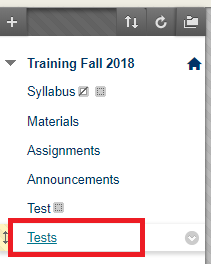 Training Fall 2018
Syllabus
Materials
Assignments
Announcements
Test
Tests